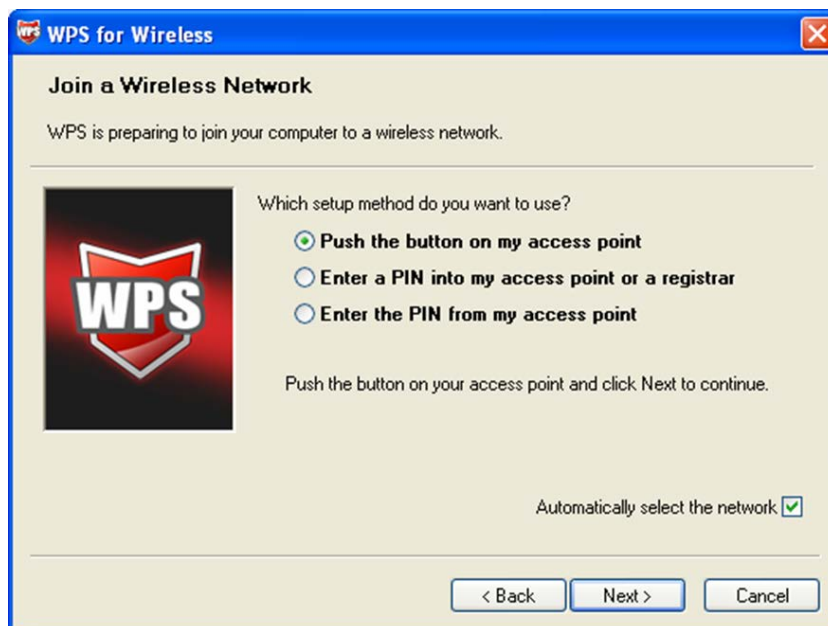 WPS for Wireless
Join a Wireless Network
WPS is preparing to join your computer to a wireless network.
Which setup method do you want to use?
Push the button on my access point
Enter a PIN into my access point or a registrar
Enter the PIN from my access point
WPS
Push the button on your access point and click Next to continue.
Automatically select the network
< Back
Next >
Cancel